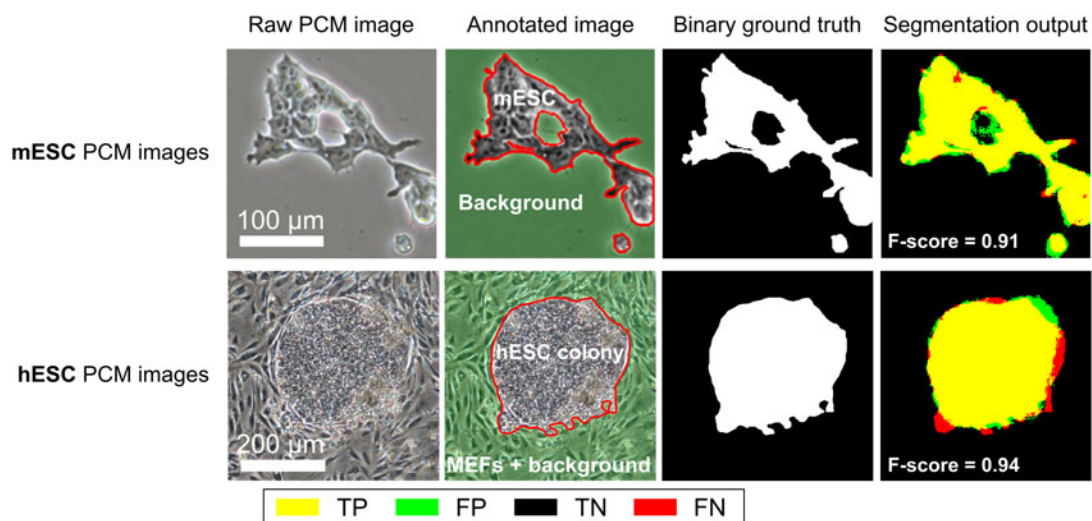 Raw PCM image Annotated image Binary ground truth Segmentation output
mESC PCM images
100 µm
mESC
Background
F-score = 0.91
hESC PCM images
200 µm
hESC colony
MEFs + background
F-score = 0.94
TP FP TN FN